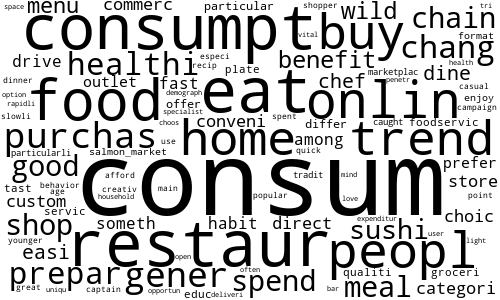 space menu commerc particular shopper wild tri
consumpt buy chain
vital format
drive healthi especi benefit chang
recip plate marketplac health
outlet fast chef penetr dine
dinner food demograph eat onlin casual
option offer enjoy
rapidli specialist campaign
slowli choos conveni spent caught foodservic
purchas use home differ trend
particularli salmon_market among
good quick prefer
consum
tast behavior afford main tradit mind store
age creativ
custom household popular love point
servic expenditur choic
shop someth habit direct sushi user
younger restaur peopl light
easi open
prepar gener often qualiti groceri
great uniqu captain opportun spend bar meal categori
educ deliveri